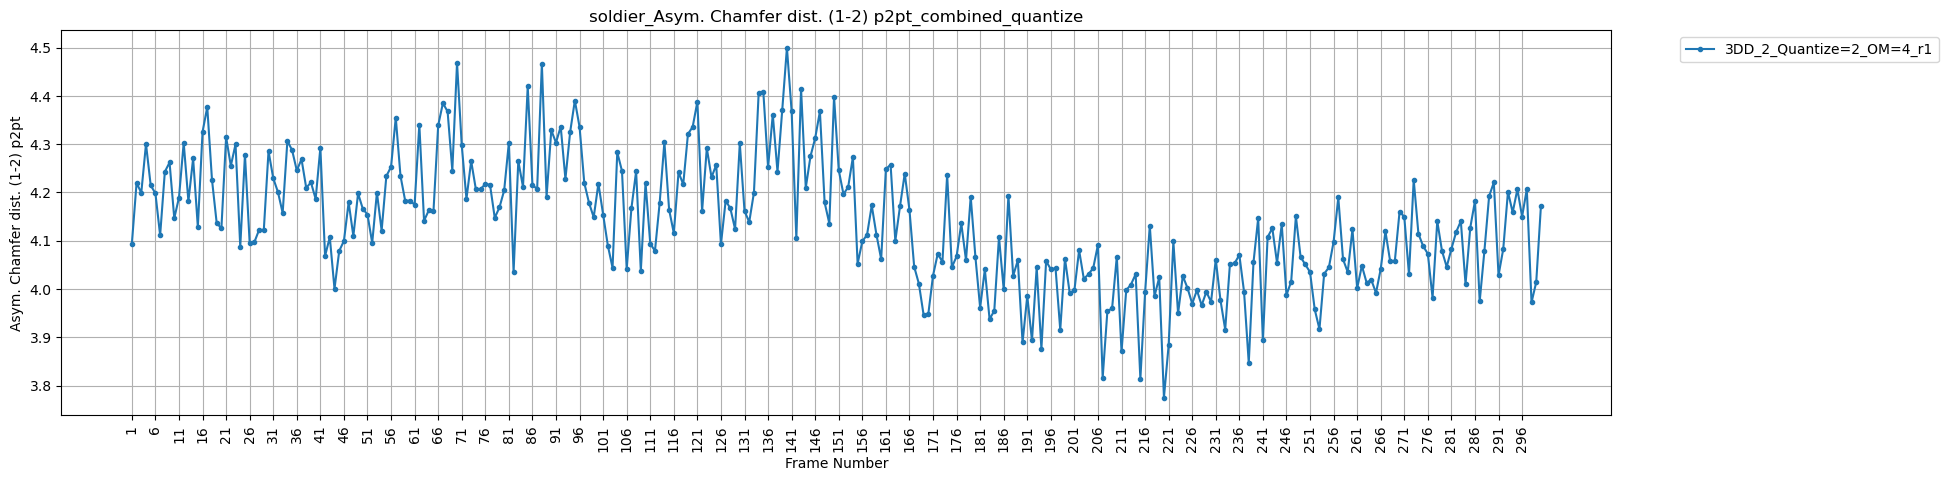 soldier_Asym. Chamfer dist. (1-2) p2pt_combined_quantize
3DD_2_Quantize=2_OM=4_r1
Asym. Chamfer dist. (1-2) p2pt
4.5
4.4
4.3
4.2
4.1
4.0
3.9
3.8
1 6 11 16 21 26 31 36 41 46 51 56 61 66 71 76 81 86 91 96 101 106 111 116 121 126 131 136 141 146 151 156 161 166 171 176 181 186 191 196 201 206 211 216 221 226 231 236 241 246 251 256 261 266 271 276 281 286 291 296
Frame Number